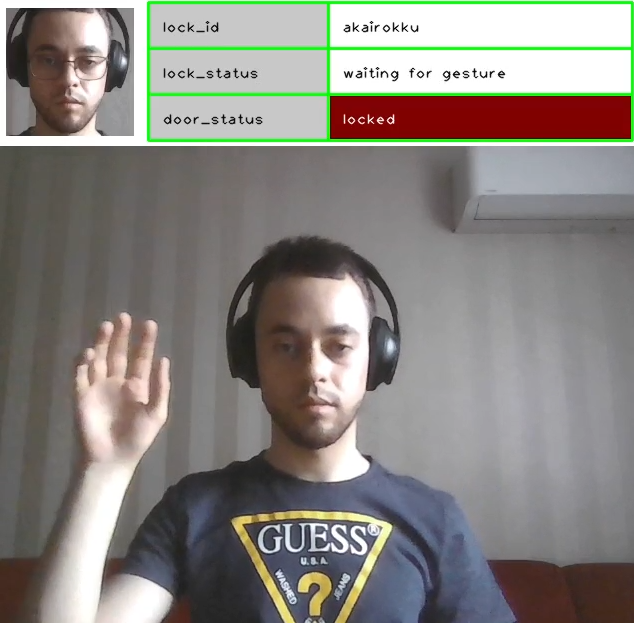 lock_id akairokku
lock_status waiting for gesture
door_status locked
GUESS®
U.S.A.
WASHED ? JEANS